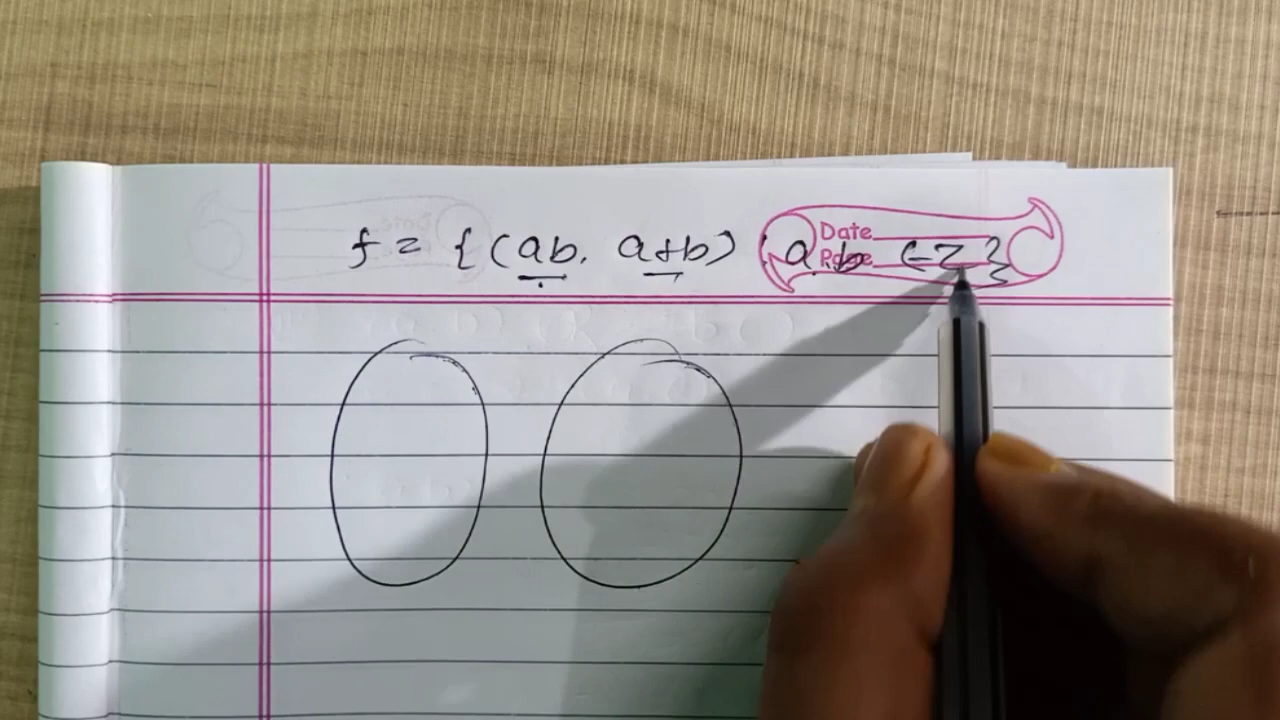 f = {(ab, a+b) : a, b ∈ Z}
Date
Page